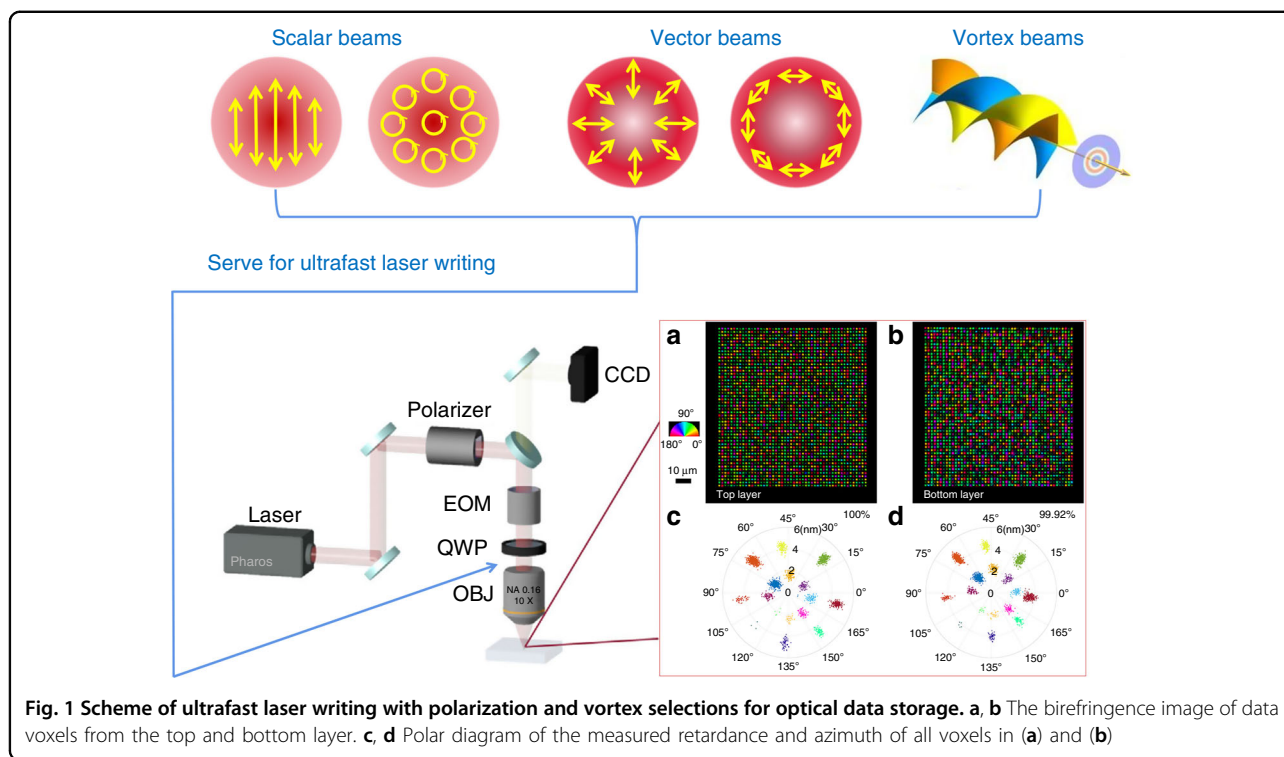 Scalar beams
Vector beams
Vortex beams
Serve for ultrafast laser writing
CCD
Polarizer
EOM
Laser
Pharos
QWP
OBJ
NA 0.16
10 X
a
90°
180° 0°
10 μm
Top layer
b
Bottom layer
c
100%
45°
60° 6(nm) 30°
75° 4 15°
2
90° 0 0°
105° 165°
120° 150°
135°
d
99.92%
45°
60° 6(nm) 30°
75° 4 15°
2
90° 0 0°
105° 165°
120° 150°
135°
Fig. 1 Scheme of ultrafast laser writing with polarization and vortex selections for optical data storage. a, b The birefringence image of data
voxels from the top and bottom layer. c, d Polar diagram of the measured retardance and azimuth of all voxels in (a) and (b)